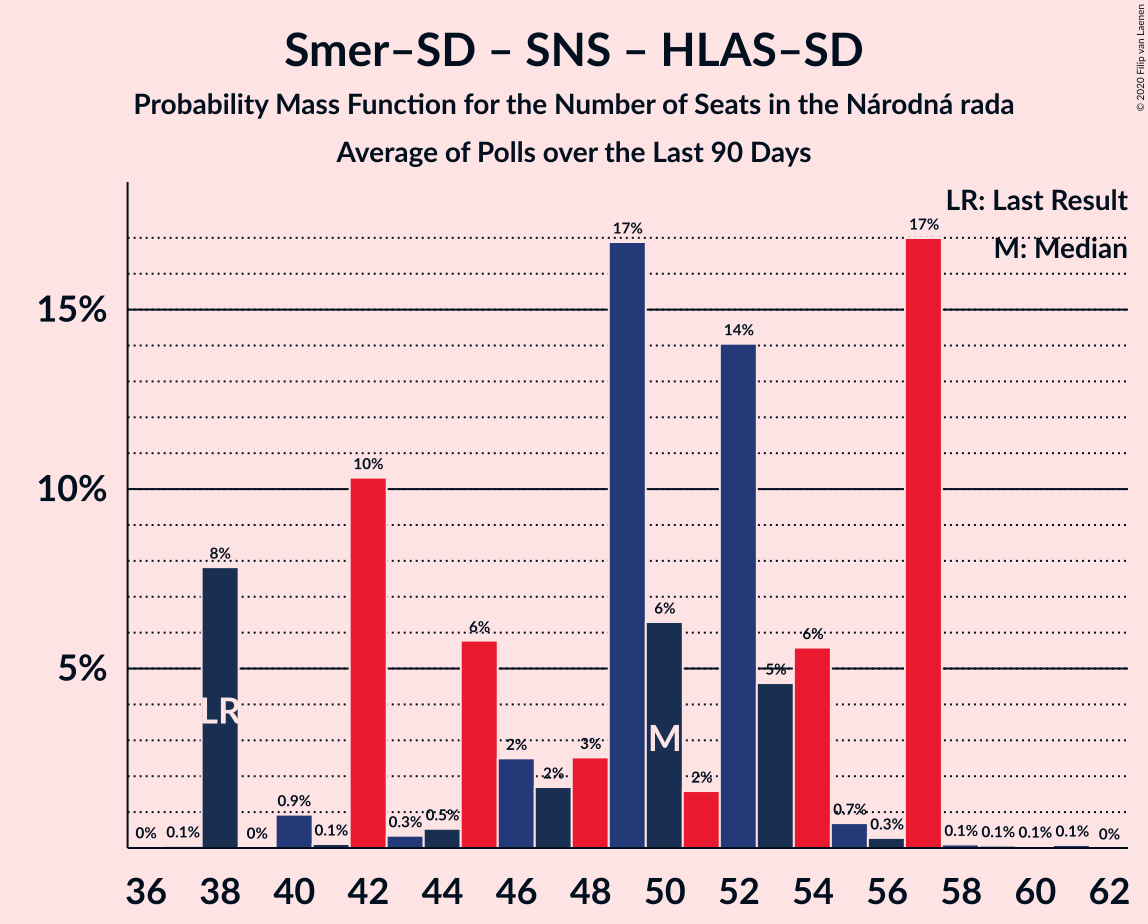 Smer–SD – SNS – HLAS–SD
Probability Mass Function for the Number of Seats in the Národná rada
Average of Polls over the Last 90 Days
© 2020 Filip van Laenen
LR: Last Result
M: Median
15%
10%
5%
0% 0.1% 8% 0% 0.9% 0.1% 10% 0.3% 0.5% 6% 2% 2% 3% 17% 6% 2% 14% 5% 6% 0.7% 0.3% 17% 0.1% 0.1% 0.1% 0.1% 0%
LR M
36 38 40 42 44 46 48 50 52 54 56 58 60 62